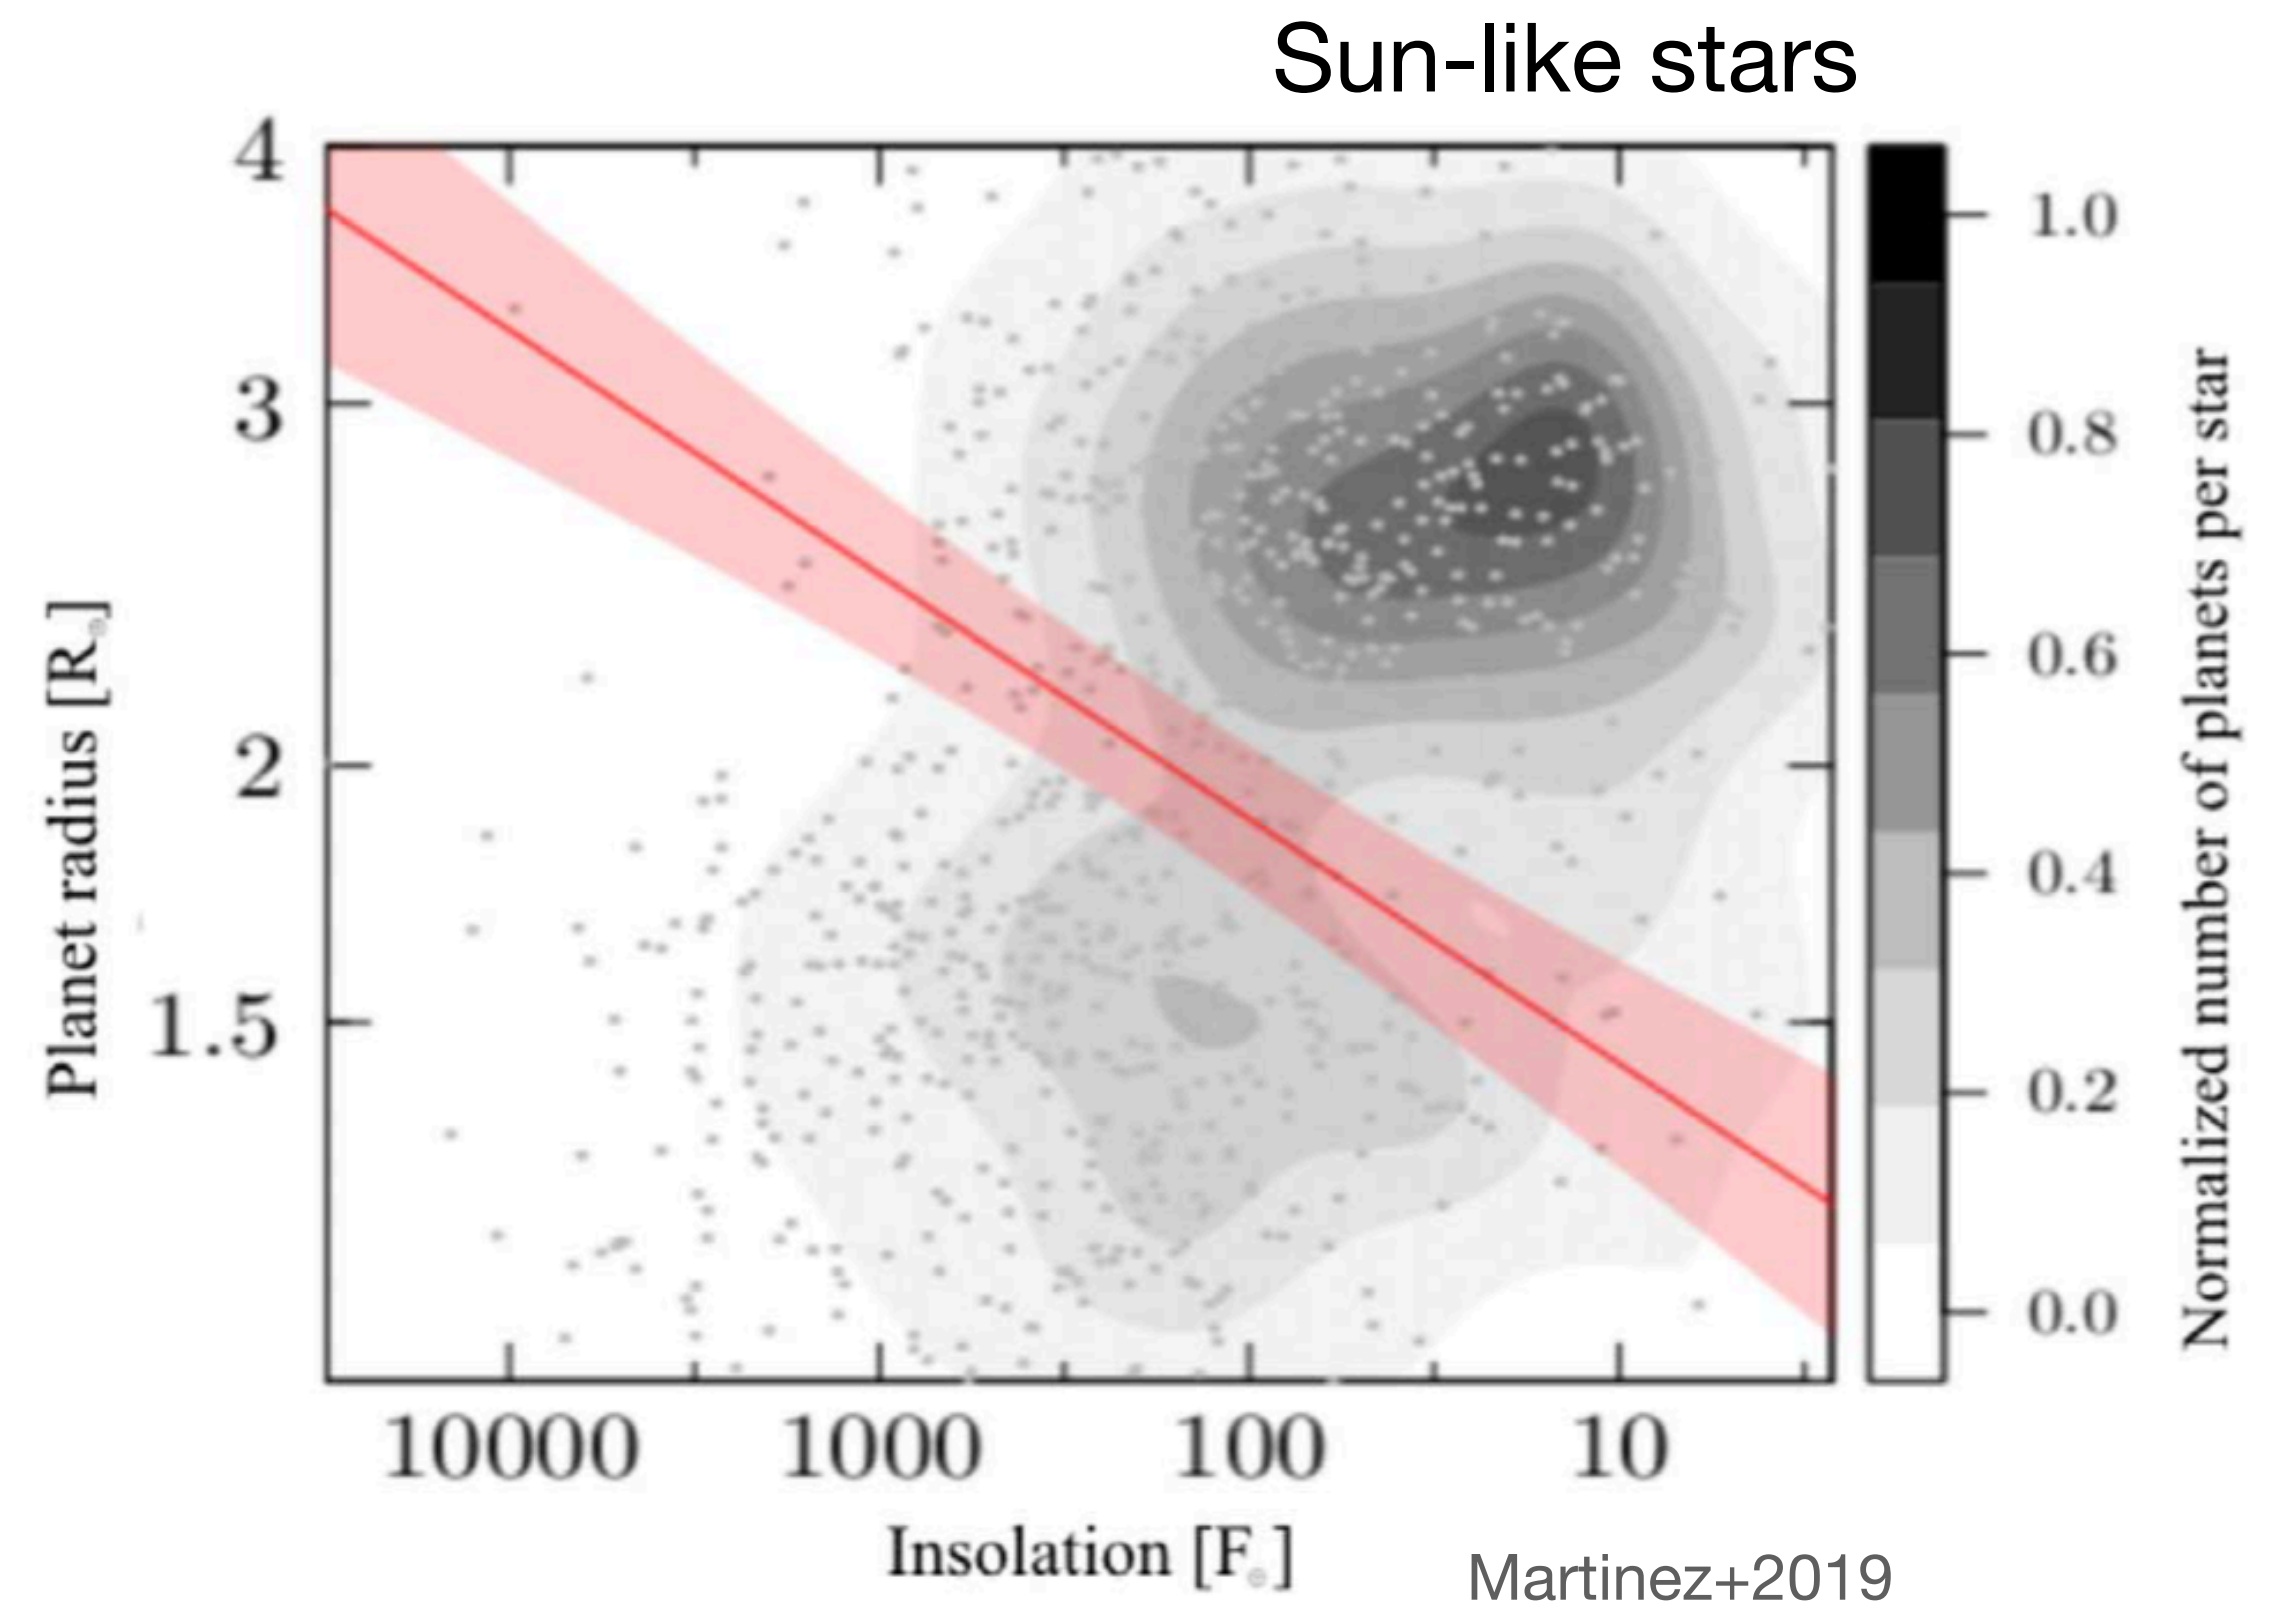 Sun-like stars
4
3
2
1.5
Planet radius [R⊕]
10000 1000 100 10
Insolation [F⊕]
1.0
0.8
0.6
0.4
0.2
0.0
Normalized number of planets per star
Martinez+2019